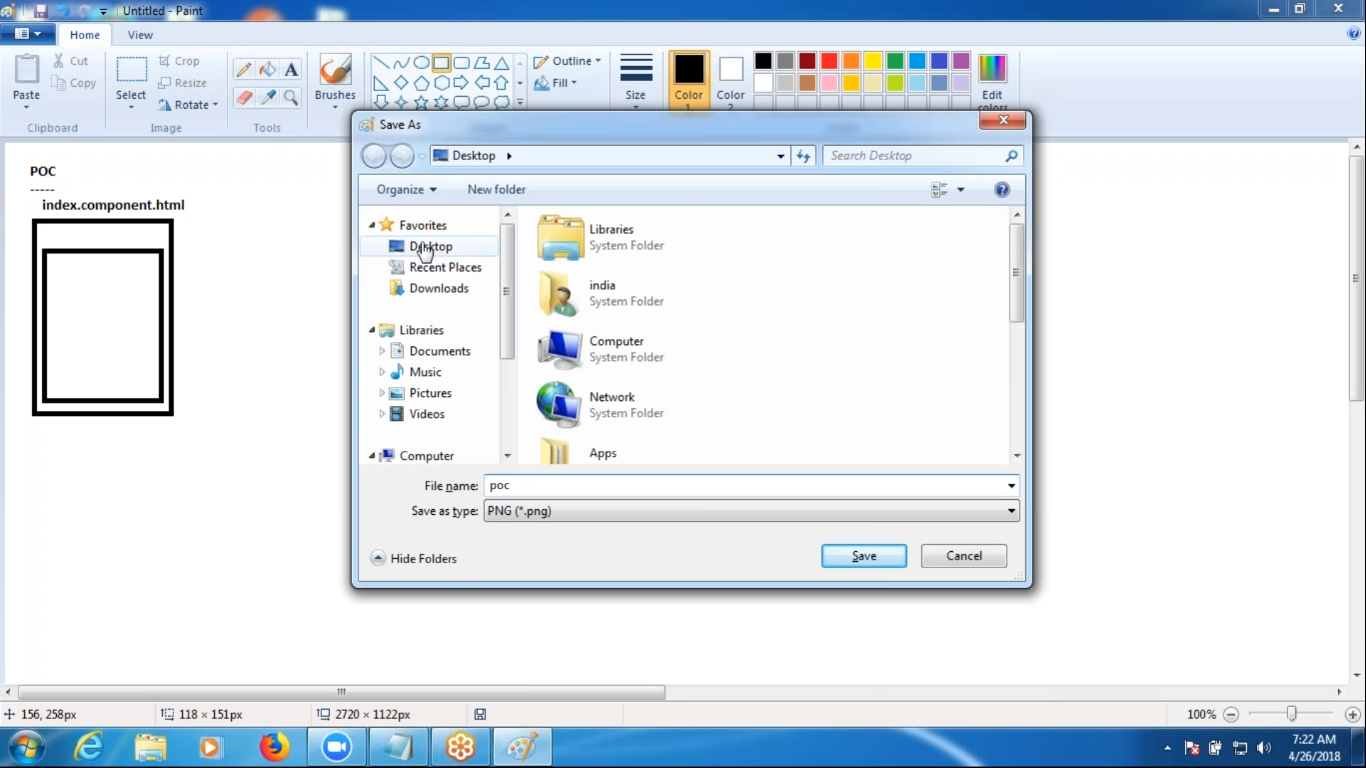 Untitled - Paint
Home View
Paste
Cut
Copy
Clipboard
Select
Crop
Resize
Rotate
Image
A
Tools
Brushes
Outline
Fill
Size
Color
1
Color
2
Edit
colors
POC
-----
index.component.html
Save As
Desktop
Search Desktop
Organize New folder
Favorites
Desktop
Recent Places
Downloads
Libraries
Documents
Music
Pictures
Videos
Computer
Libraries
System Folder
india
System Folder
Computer
System Folder
Network
System Folder
Apps
File name: poc
Save as type: PNG (*.png)
Hide Folders
Save Cancel
156, 258px 118 × 151px 2720 × 1122px 100%
7:22 AM
4/26/2018